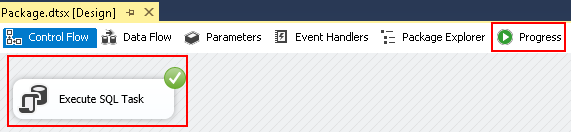 Package.dtsx [Design]
Control Flow Data Flow Parameters Event Handlers Package Explorer Progress
Execute SQL Task